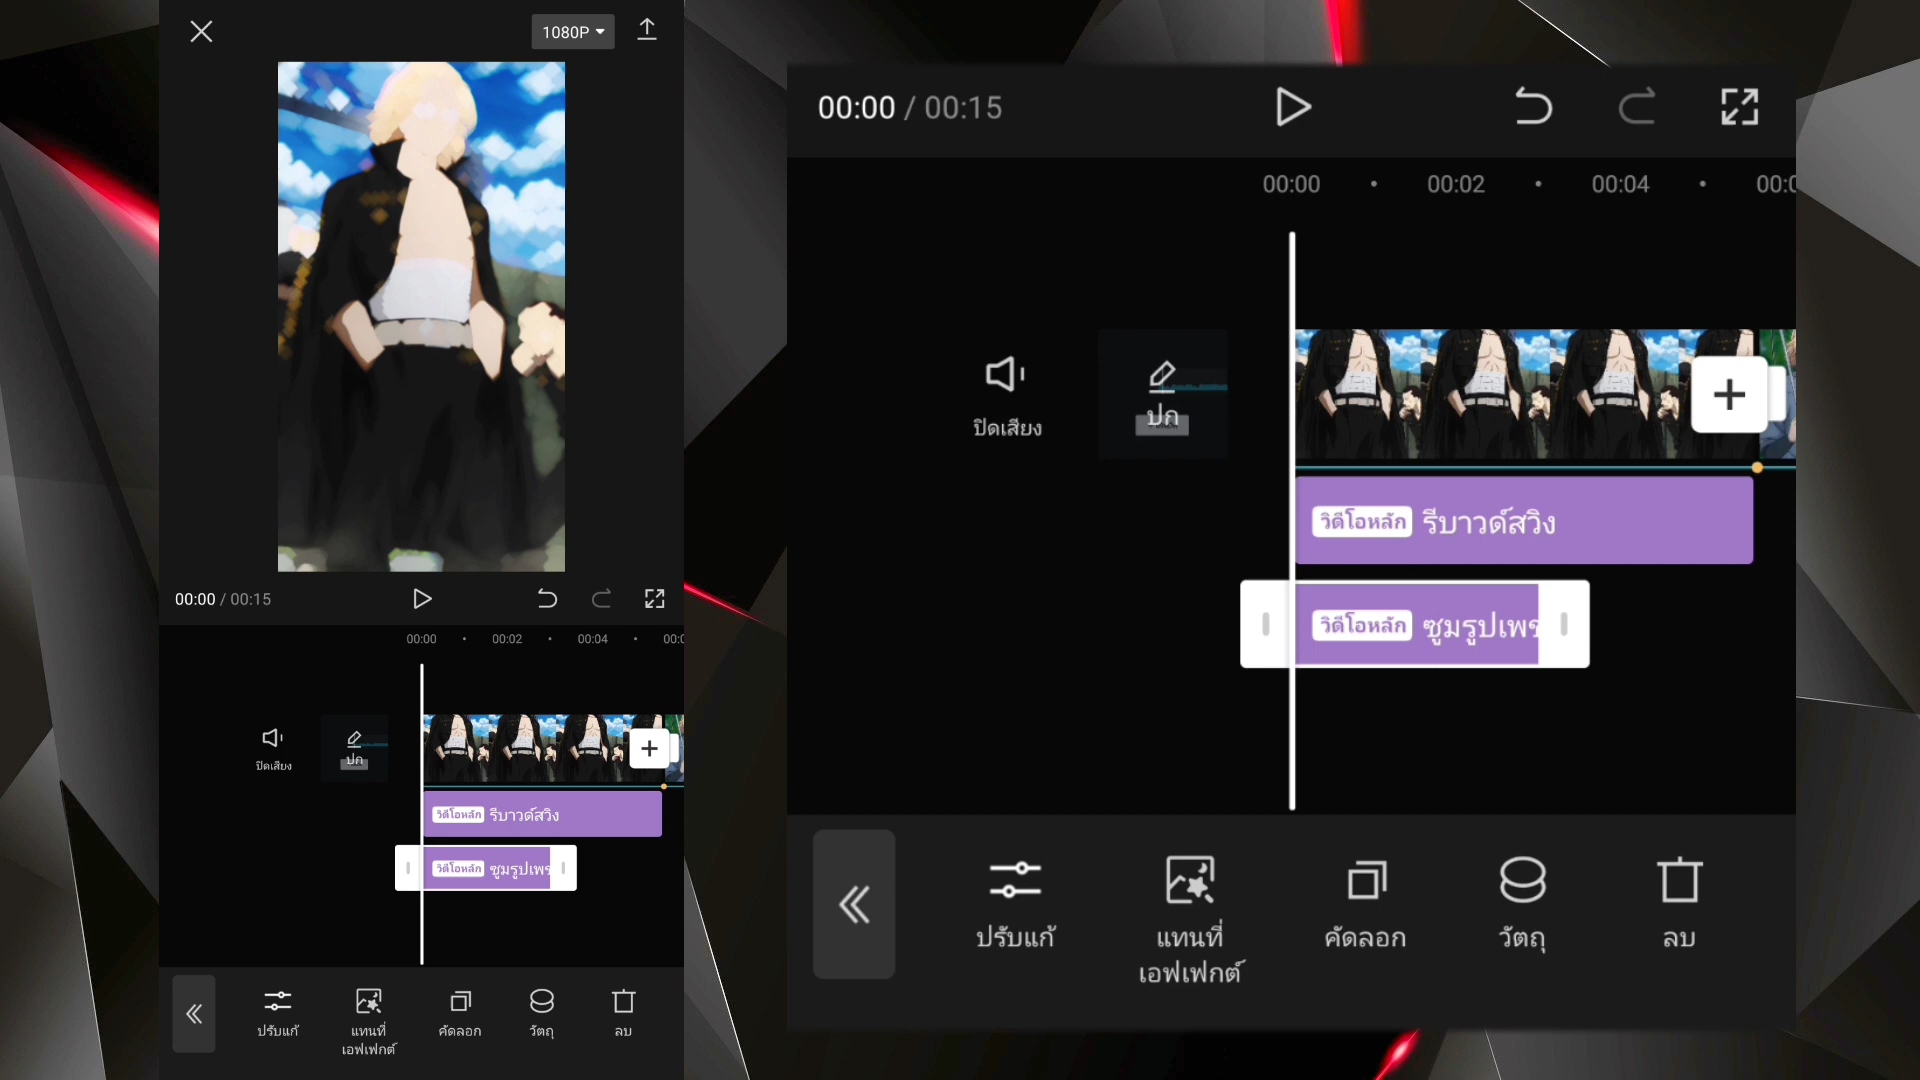 1080P
00:00 / 00:15
00:00
00:02
00:04
ปิดเสียง
ปก
วิดีโอหลัก รีบาวด์สวิง
วิดีโอหลัก ซูมรูปเพช
ปรับแก้
แทนที่
เอฟเฟกต์
คัดลอก
วัตถุ
ลบ
00:00 / 00:15
00:00
00:02
00:04
ปิดเสียง
ปก
วิดีโอหลัก รีบาวด์สวิง
วิดีโอหลัก ซูมรูปเพช
ปรับแก้
แทนที่
เอฟเฟกต์
คัดลอก
วัตถุ
ลบ